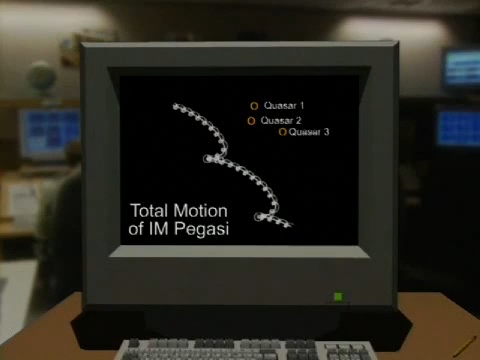 Quasar 1
Quasar 2
Quasar 3
Total Motion
of IM Pegasi